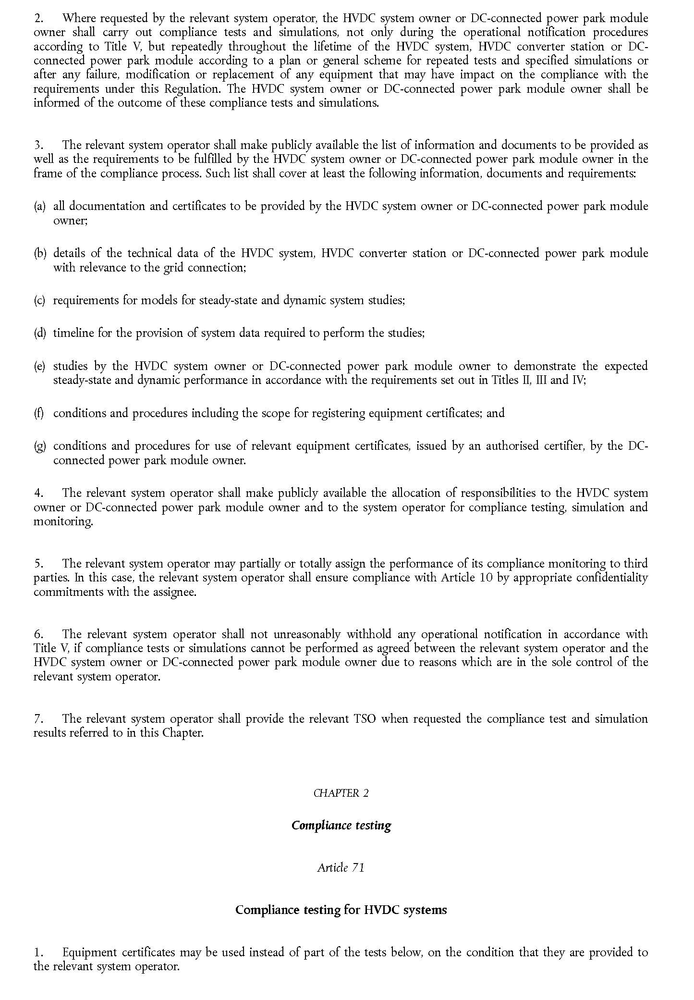 2. Where requested by the relevant system operator, the HVDC system owner or DC-connected power park module
owner shall carry out compliance tests and simulations, not only during the operational notification procedures
according to Title V, but repeatedly throughout the lifetime of the HVDC system, HVDC converter station or DC-
connected power park module according to a plan or general scheme for repeated tests and specified simulations or
after any failure, modification or replacement of any equipment that may have impact on the compliance with the
requirements under this Regulation. The HVDC system owner or DC-connected power park module owner shall be
informed of the outcome of these compliance tests and simulations.
3. The relevant system operator shall make publicly available the list of information and documents to be provided as
well as the requirements to be fulfilled by the HVDC system owner or DC-connected power park module owner in the
frame of the compliance process. Such list shall cover at least the following information, documents and requirements:
(a) all documentation and certificates to be provided by the HVDC system owner or DC-connected power park module
owner;
(b) details of the technical data of the HVDC system, HVDC converter station or DC-connected power park module
with relevance to the grid connection;
(c) requirements for models for steady-state and dynamic system studies;
(d) timeline for the provision of system data required to perform the studies;
(e) studies by the HVDC system owner or DC-connected power park module owner to demonstrate the expected
steady-state and dynamic performance in accordance with the requirements set out in Titles II, III and IV;
(f) conditions and procedures including the scope for registering equipment certificates; and
(g) conditions and procedures for use of relevant equipment certificates, issued by an authorised certifier, by the DC-
connected power park module owner.
4. The relevant system operator shall make publicly available the allocation of responsibilities to the HVDC system
owner or DC-connected power park module owner and to the system operator for compliance testing, simulation and
monitoring.
5. The relevant system operator may partially or totally assign the performance of its compliance monitoring to third
parties. In this case, the relevant system operator shall ensure compliance with Article 10 by appropriate confidentiality
commitments with the assignee.
6. The relevant system operator shall not unreasonably withhold any operational notification in accordance with
Title V, if compliance tests or simulations cannot be performed as agreed between the relevant system operator and the
HVDC system owner or DC-connected power park module owner due to reasons which are in the sole control of the
relevant system operator.
7. The relevant system operator shall provide the relevant TSO when requested the compliance test and simulation
results referred to in this Chapter.
CHAPTER 2
Compliance testing
Article 71
Compliance testing for HVDC systems
1. Equipment certificates may be used instead of part of the tests below, on the condition that they are provided to
the relevant system operator.